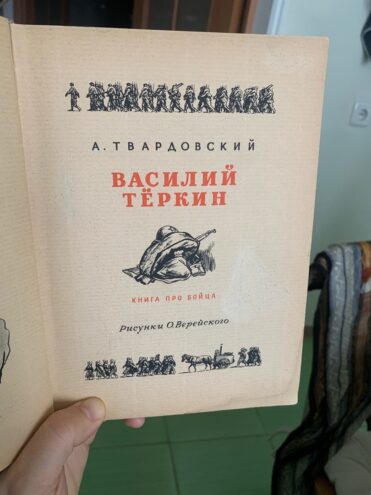 А. ТВАРДОВСКИЙ
ВАСИЛИЙ
ТЁРКИН
КНИГА ПРО БОЙЦА
Рисунки О. Верейского